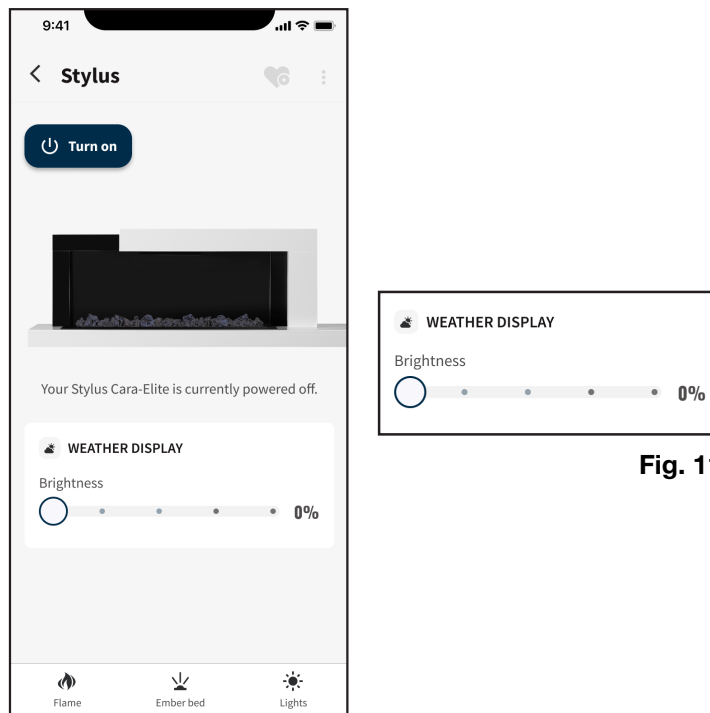 9:41
Stylus
Turn on
Your Stylus Cara-Elite is currently powered off.
WEATHER DISPLAY
Brightness
0%
Flame
Ember bed
Lights
WEATHER DISPLAY
Brightness
0%
Fig.